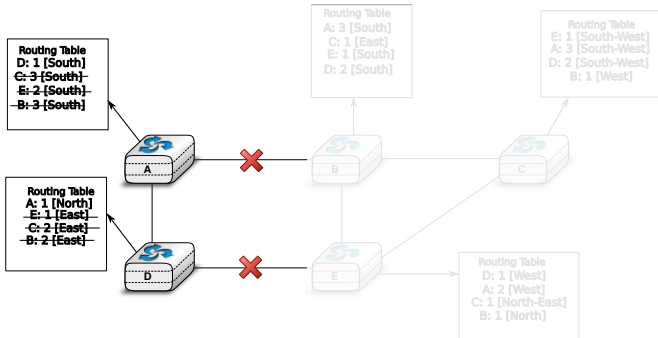 Routing Table
D: 1 [South]
C: 3 [South]
E: 2 [South]
B: 3 [South]
Routing Table
A: 3 [South]
C: 1 [East]
E: 1 [South]
D: 2 [South]
Routing Table
E: 1 [South-West]
A: 3 [South-West]
D: 2 [South-West]
B: 1 [West]
A
B
C
Routing Table
A: 1 [North]
E: 1 [East]
C: 2 [East]
B: 2 [East]
D
E
Routing Table
D: 1 [West]
A: 2 [West]
C: 1 [North-East]
B: 1 [North]